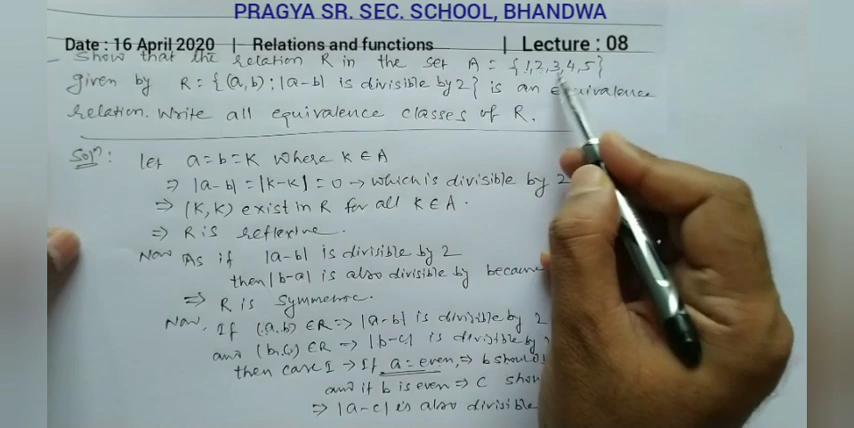 PRAGYA SR. SEC. SCHOOL, BHANDWA
Date : 16 April 2020 | Relations and functions | Lecture : 08
Show that the relation R in the set A = {1,2,3,4,5}
given by R = {(a,b) : |a-b| is divisible by 2} is an equivalence
relation. Write all equivalence classes of R.
Solⁿ: let a=b=K where K ∈ A
⇒ |a-b| = |K-K| = 0 → which is divisible by 2
⇒ (K,K) exist in R for all K ∈ A.
⇒ R is reflexive.
Now As if |a-b| is divisible by 2
then |b-a| is also divisible by because
⇒ R is symmetric.
Now, If (a,b) ∈R ⇒ |a-b| is divisible by 2
and (b,c) ∈R ⇒ |b-c| is divisible by
then case I → If a = even, ⇒ b should
and if b is even ⇒ c
⇒ |a-c| is also divisible